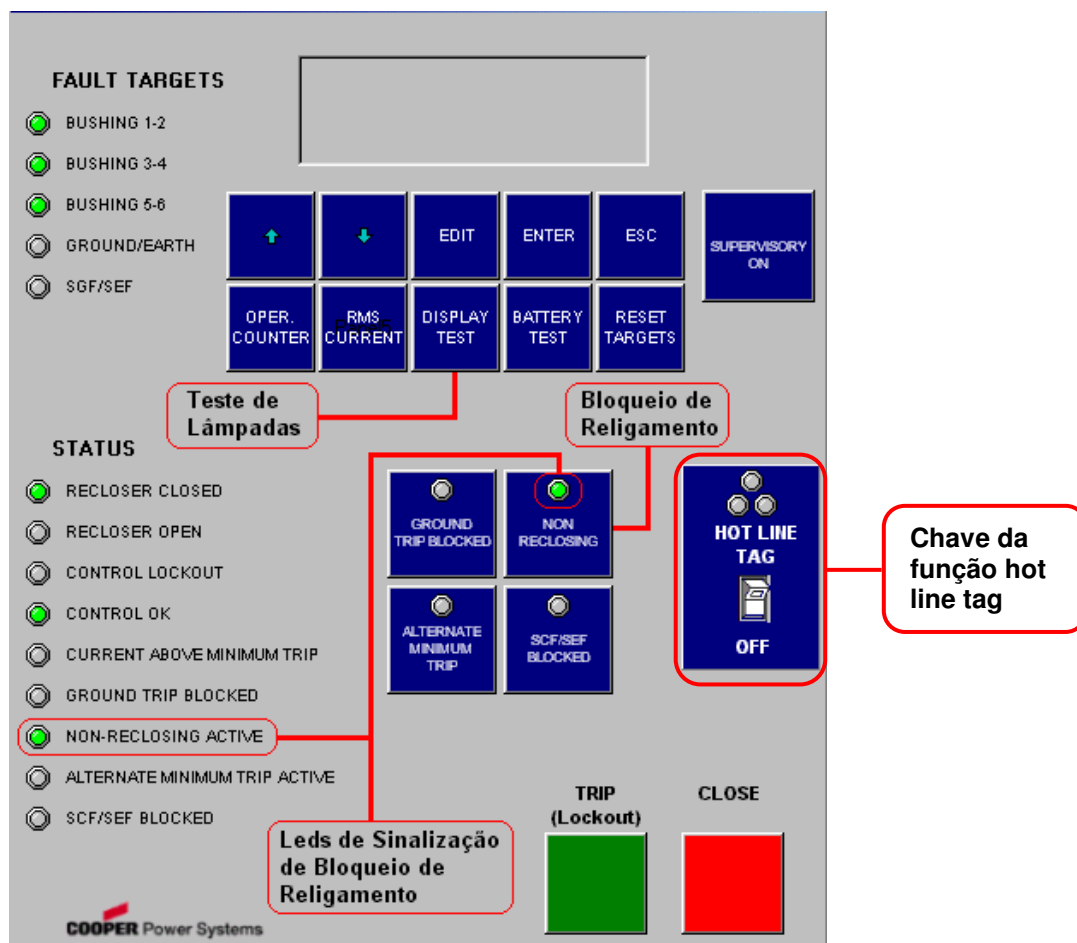 FAULT TARGETS
BUSHING 1-2
BUSHING 3-4
BUSHING 5-6
GROUND/EARTH
SGF/SEF
EDIT
ENTER
ESC
SUPERVISORY
ON
OPER.
COUNTER
RMS
CURRENT
DISPLAY
TEST
BATTERY
TEST
RESET
TARGETS
Teste de
Lâmpadas
Bloqueio de
Religamento
STATUS
RECLOSER CLOSED
RECLOSER OPEN
CONTROL LOCKOUT
CONTROL OK
CURRENT ABOVE MINIMUM TRIP
GROUND TRIP BLOCKED
NON-RECLOSING ACTIVE
ALTERNATE MINIMUM TRIP ACTIVE
SCF/SEF BLOCKED
GROUND
TRIP BLOCKED
NON
RECLOSING
ALTERNATE
MINIMUM
TRIP
SCF/SEF
BLOCKED
HOT LINE
TAG
OFF
Chave da
função hot
line tag
Leds de Sinalização
de Bloqueio de
Religamento
TRIP
(Lockout)
CLOSE
COOPER Power Systems